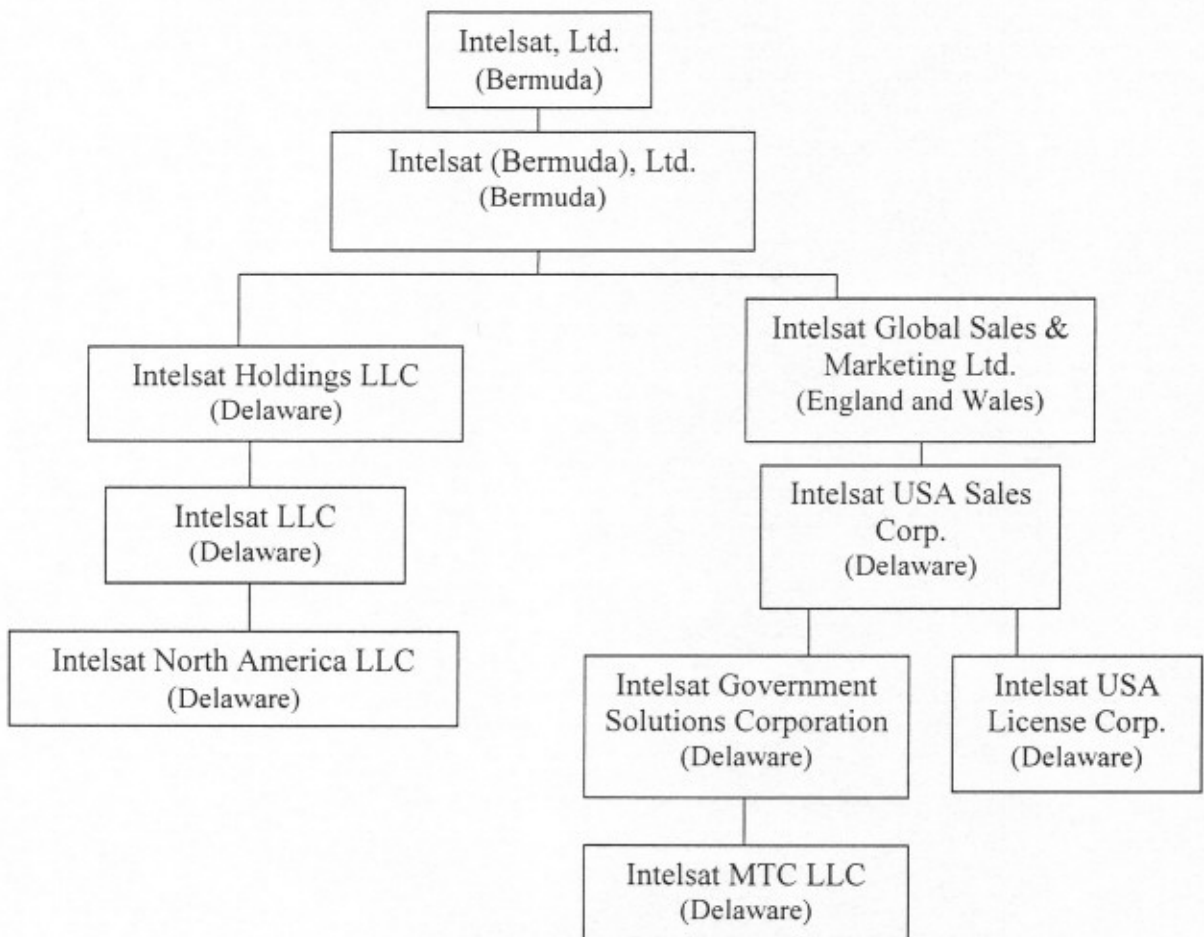 Intelsat, Ltd.
(Bermuda)
Intelsat (Bermuda), Ltd.
(Bermuda)
Intelsat Holdings LLC
(Delaware)
Intelsat LLC
(Delaware)
Intelsat North America LLC
(Delaware)
Intelsat Global Sales &
Marketing Ltd.
(England and Wales)
Intelsat USA Sales
Corp.
(Delaware)
Intelsat Government
Solutions Corporation
(Delaware)
Intelsat USA
License Corp.
(Delaware)
Intelsat MTC LLC
(Delaware)